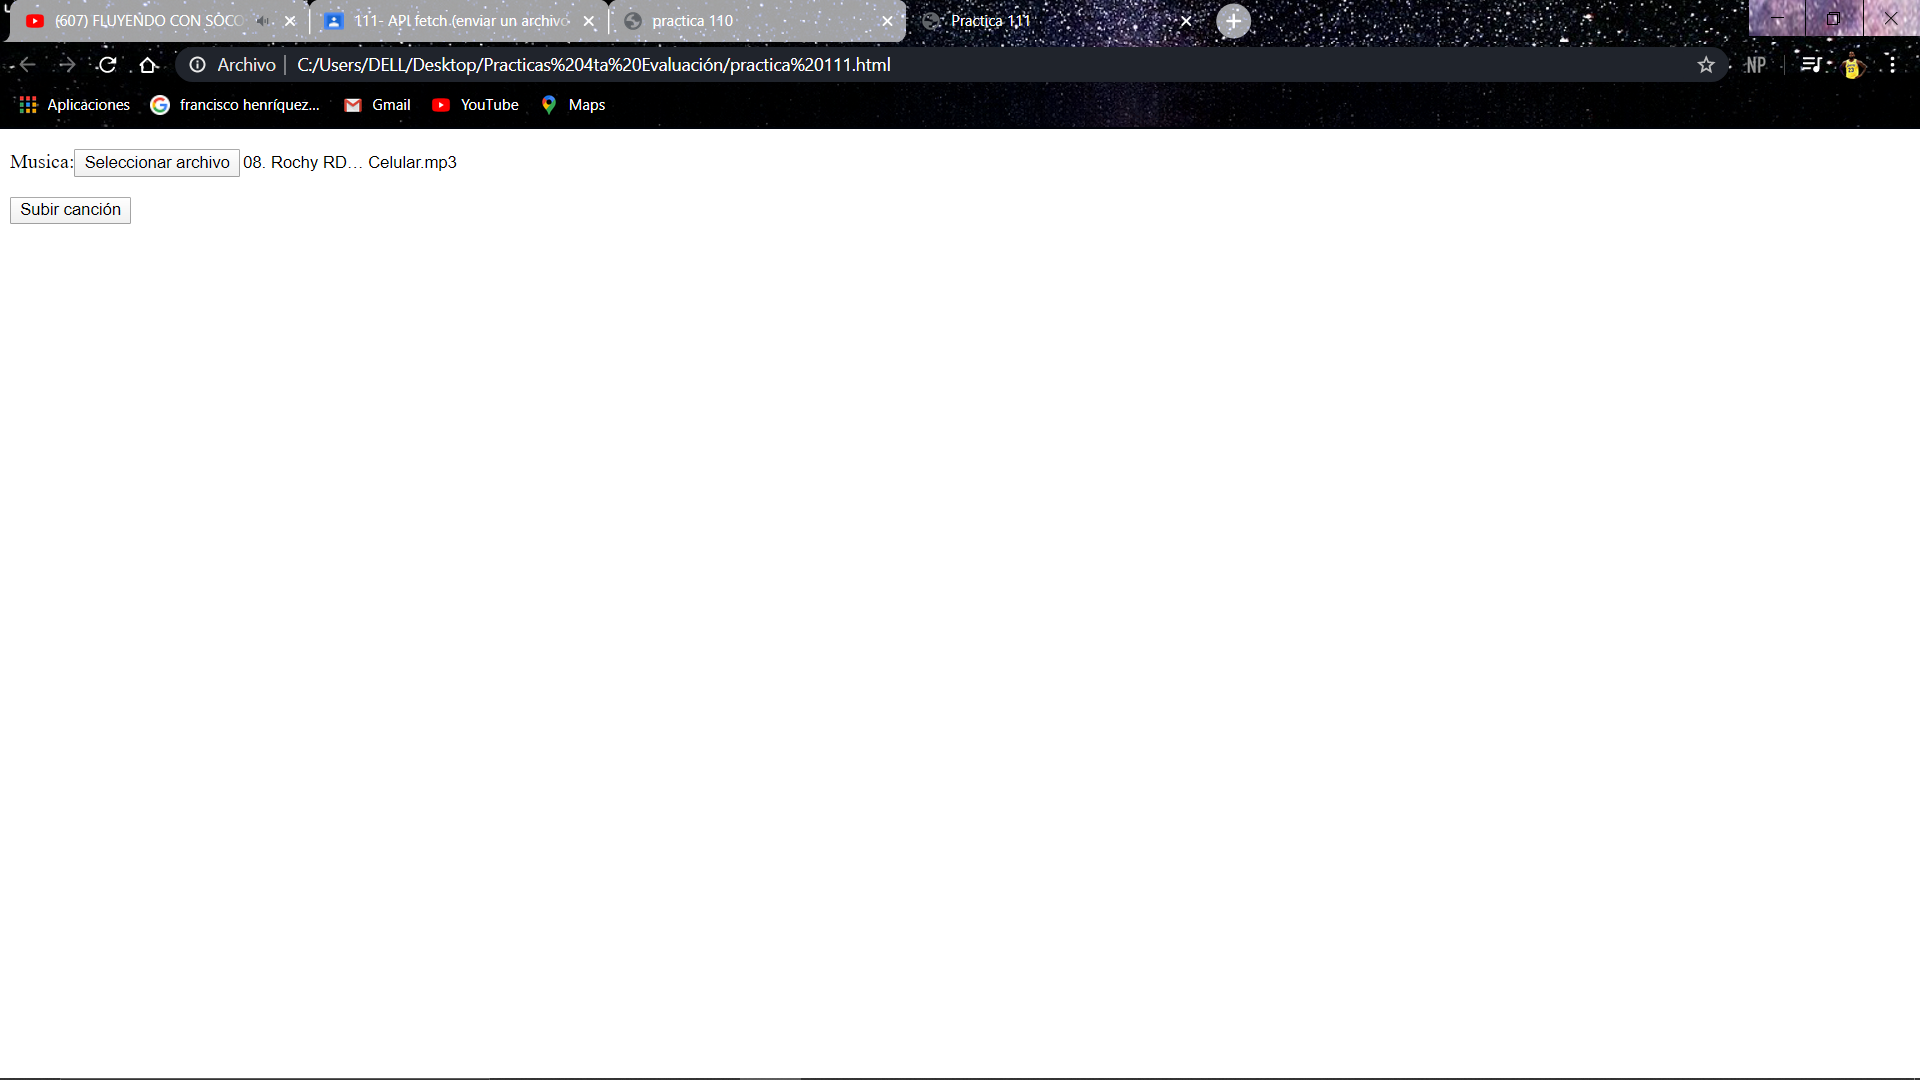 (607) FLUYENDO CON SÓCO
111- API fetch (enviar un archivo
practica 110
Practica 111
Archivo
C:/Users/DELL/Desktop/Practicas%204ta%20Evaluación/practica%20111.html
NP
Aplicaciones
francisco henríquez...
Gmail
YouTube
Maps
Musica: Seleccionar archivo 08. Rochy RD... Celular.mp3
Subir canción